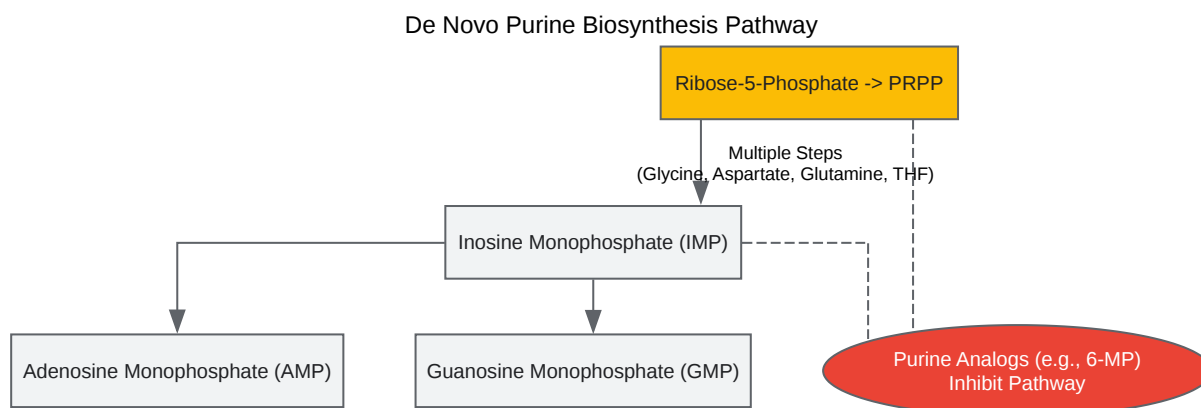 De Novo Purine Biosynthesis Pathway
Ribose-5-Phosphate -> PRPP
Multiple Steps
(Glycine, Aspartate, Glutamine, THF)
Inosine Monophosphate (IMP)
Adenosine Monophosphate (AMP)
Guanosine Monophosphate (GMP)
Purine Analogs (e.g., 6-MP)
Inhibit Pathway